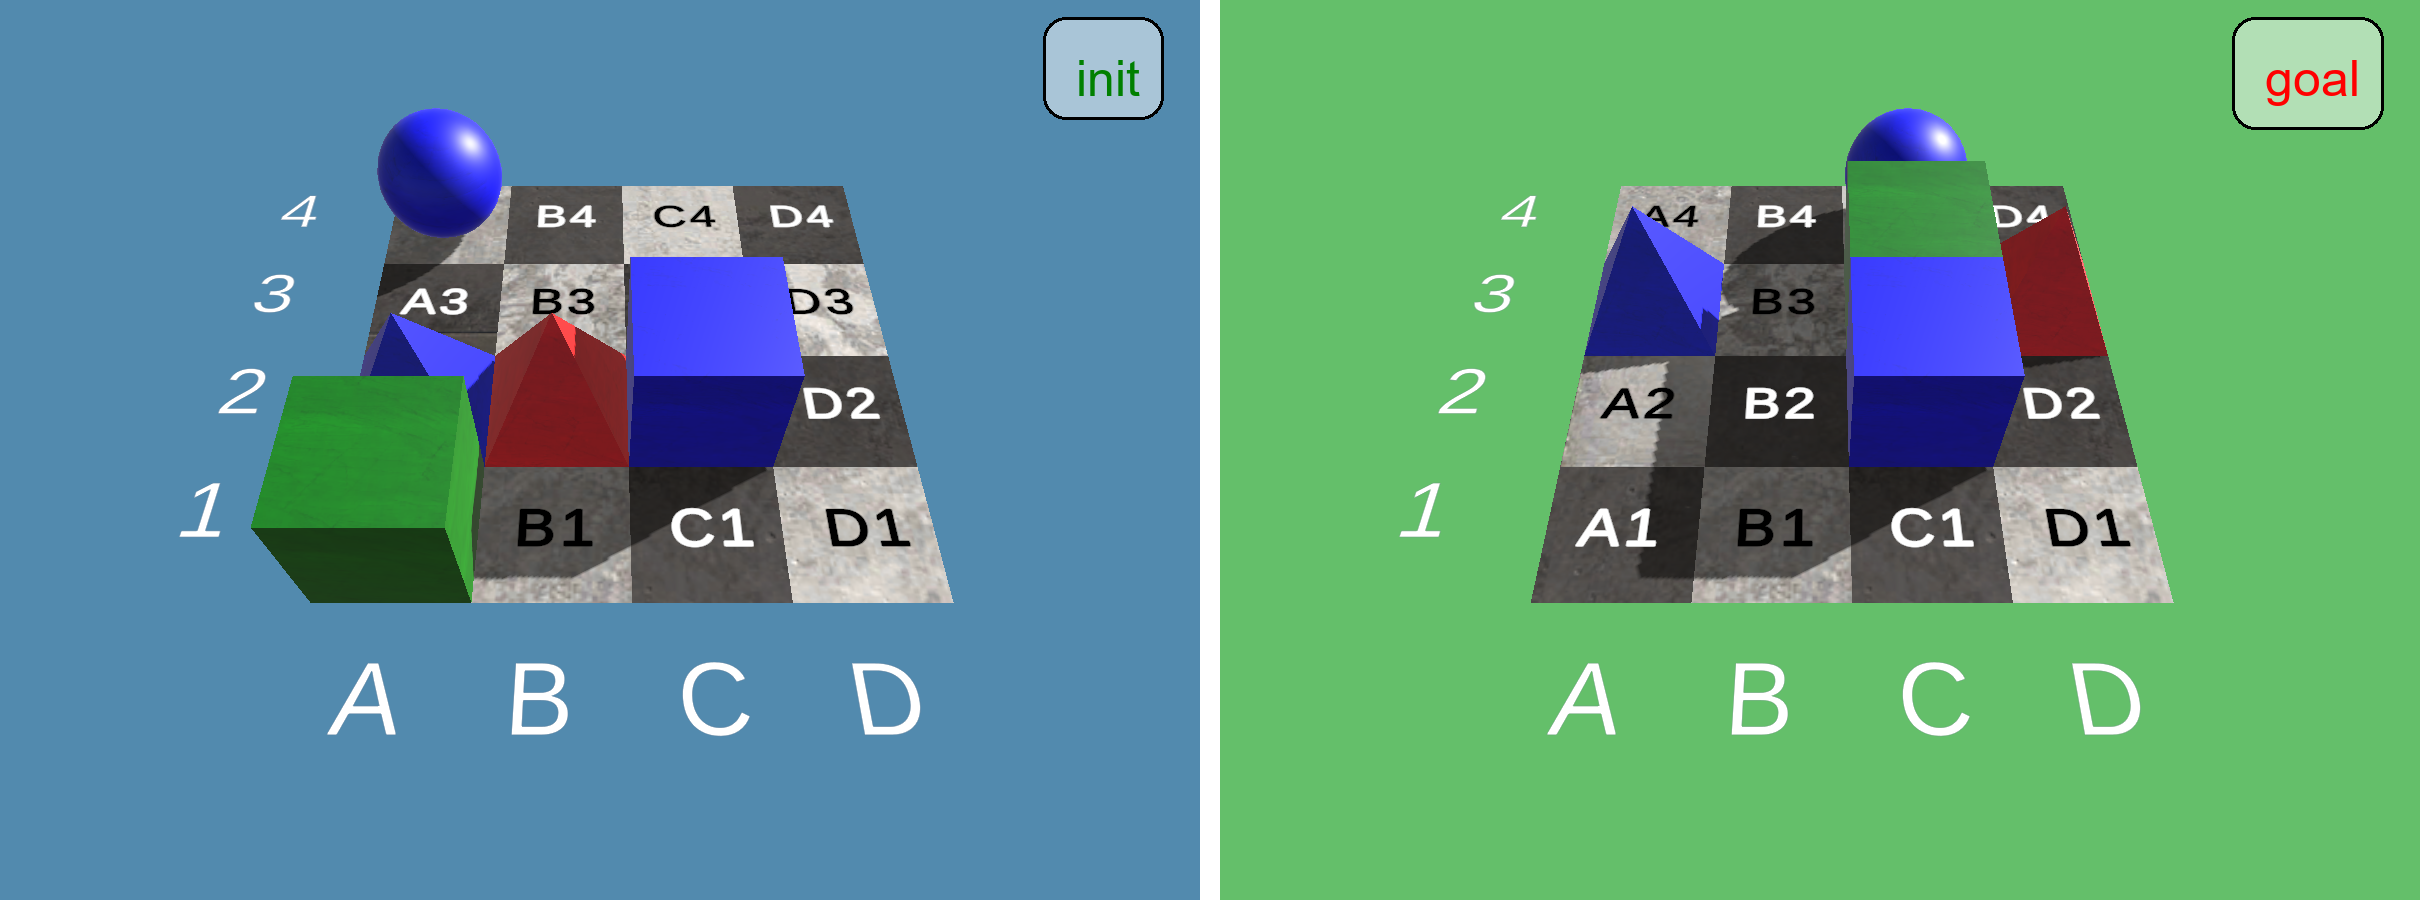 init
4 B4 C4 D4
3 A3 B3 D3
2 D2
1 B1 C1 D1
A B C D
goal
4 A4 B4 D4
3 B3
2 A2 B2 D2
1 A1 B1 C1 D1
A B C D